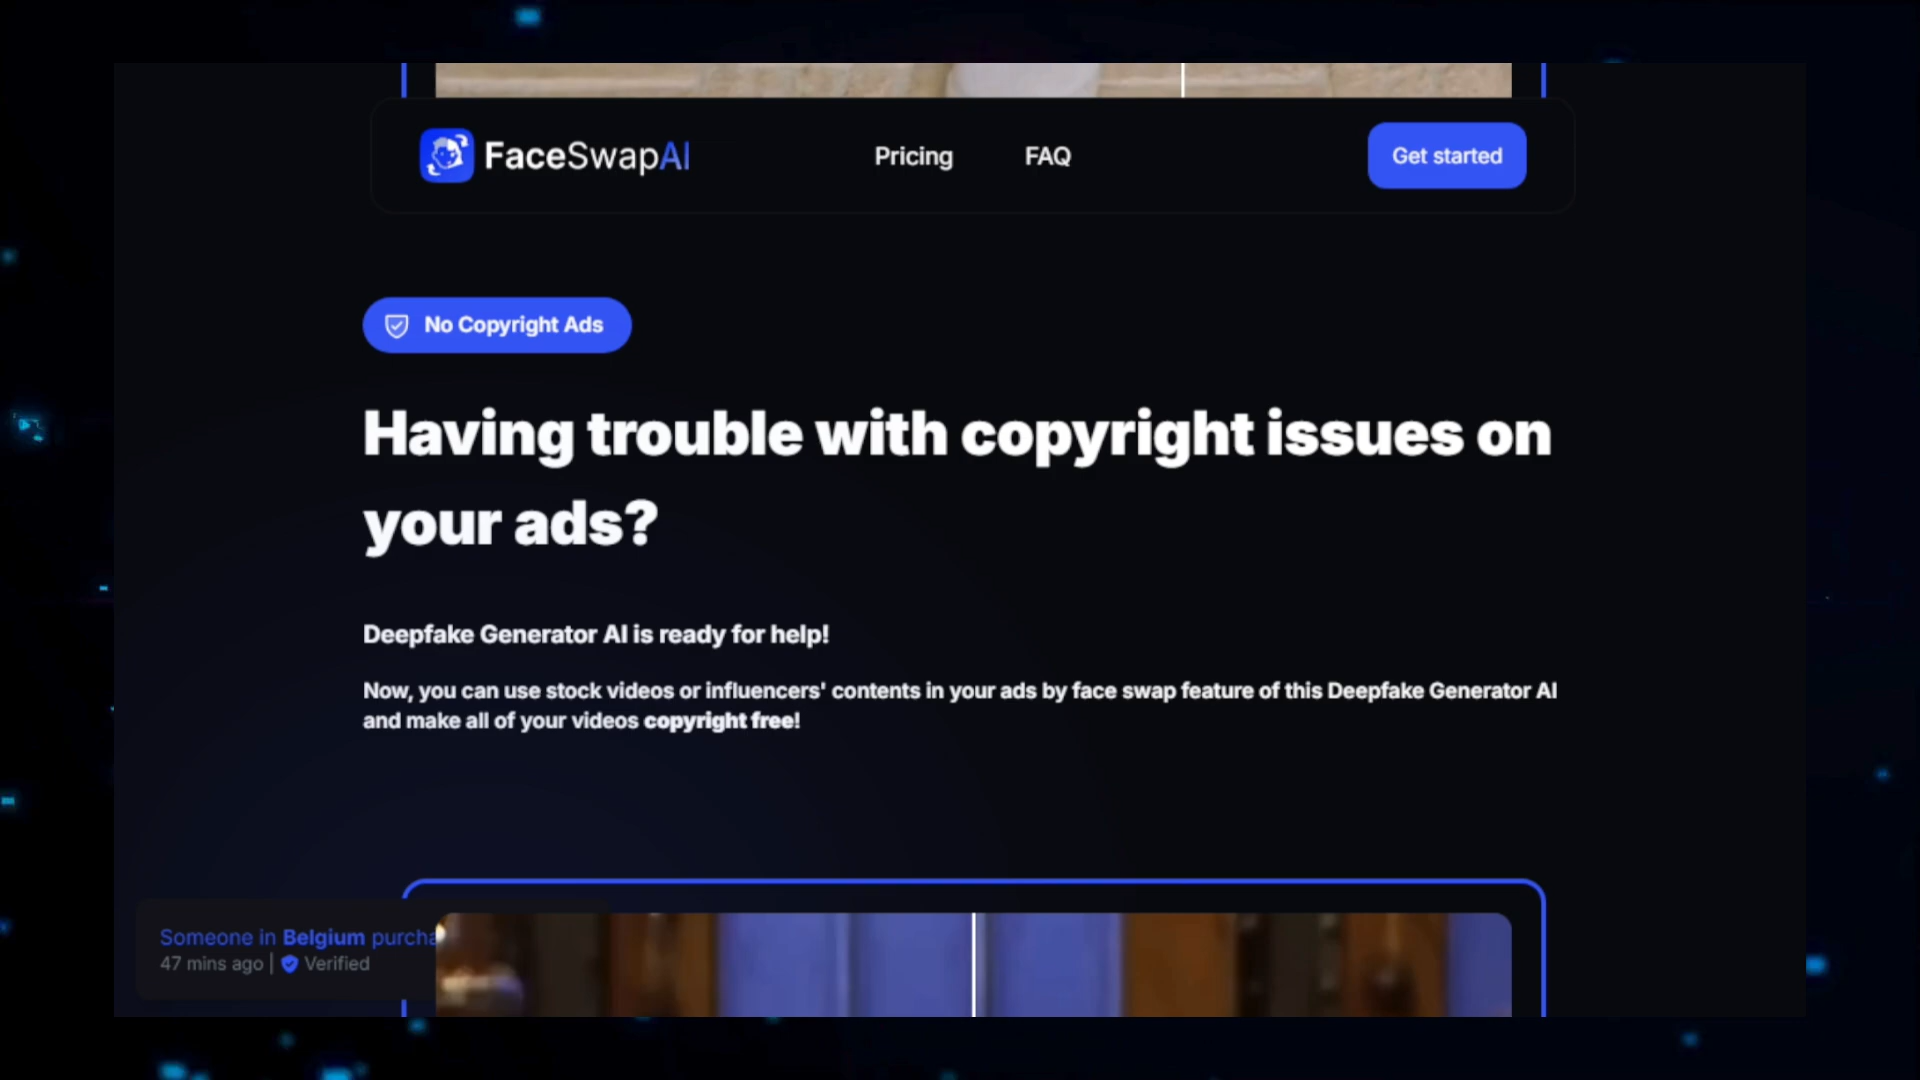 FaceSwapAI
Pricing
FAQ
Get started
No Copyright Ads
Having trouble with copyright issues on
your ads?
Deepfake Generator AI is ready for help!
Now, you can use stock videos or influencers' contents in your ads by face swap feature of this Deepfake Generator AI
and make all of your videos copyright free!
Someone in Belgium purcha
47 mins ago | Verified